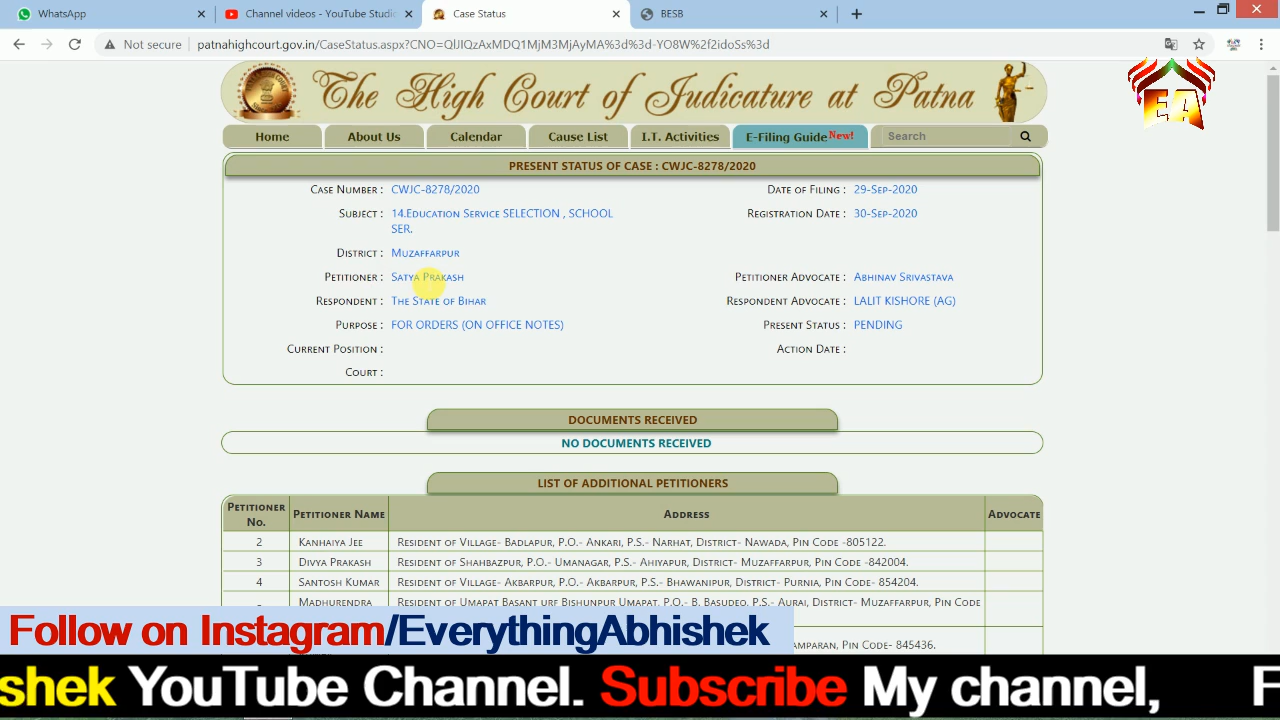 WhatsApp
Channel videos - YouTube Studio
Case Status
BESB
Not secure
patnahighcourt.gov.in/CaseStatus.aspx?CNO=QlJIQzAxMDQ1MjM3MjAyMA%3d%3d-YO8W%2f2idoSs%3d
The High Court of Judicature at Patna
EA
Home
About Us
Calendar
Cause List
I.T. Activities
E-Filing Guide New!
Search
PRESENT STATUS OF CASE : CWJC-8278/2020
Case Number : CWJC-8278/2020
Date of Filing : 29-Sep-2020
Subject : 14.Education Service SELECTION , SCHOOL
SER.
Registration Date : 30-Sep-2020
District : Muzaffarpur
Petitioner : Satya Prakash
Petitioner Advocate : Abhinav Srivastava
Respondent : The State of Bihar
Respondent Advocate : LALIT KISHORE (AG)
Purpose : FOR ORDERS (ON OFFICE NOTES)
Present Status : PENDING
Current Position :
Action Date :
Court :
DOCUMENTS RECEIVED
NO DOCUMENTS RECEIVED
LIST OF ADDITIONAL PETITIONERS
Petitioner No. Petitioner Name Address Advocate
2 Kanhaiya Jee Resident of Village- Badlapur, P.O.- Ankari, P.S.- Narhat, District- Nawada, Pin Code -805122.
3 Divya Prakash Resident of Shahbazpur, P.O.- Umanagar, P.S.- Ahiyapur, District- Muzaffarpur, Pin Code -842004.
4 Santosh Kumar Resident of Village- Akbarpur, P.O.- Akbarpur, P.S.- Bhawanipur, District- Purnia, Pin Code- 854204.
Madhurendra Resident of Umapat Basant urf Bishunpur Umapat, P.O.- B. Basudeo, P.S.- Aurai, District- Muzaffarpur, Pin Code
amparan, Pin Code- 845436.
Follow on Instagram/EverythingAbhishek
shek YouTube Channel. Subscribe My channel, F